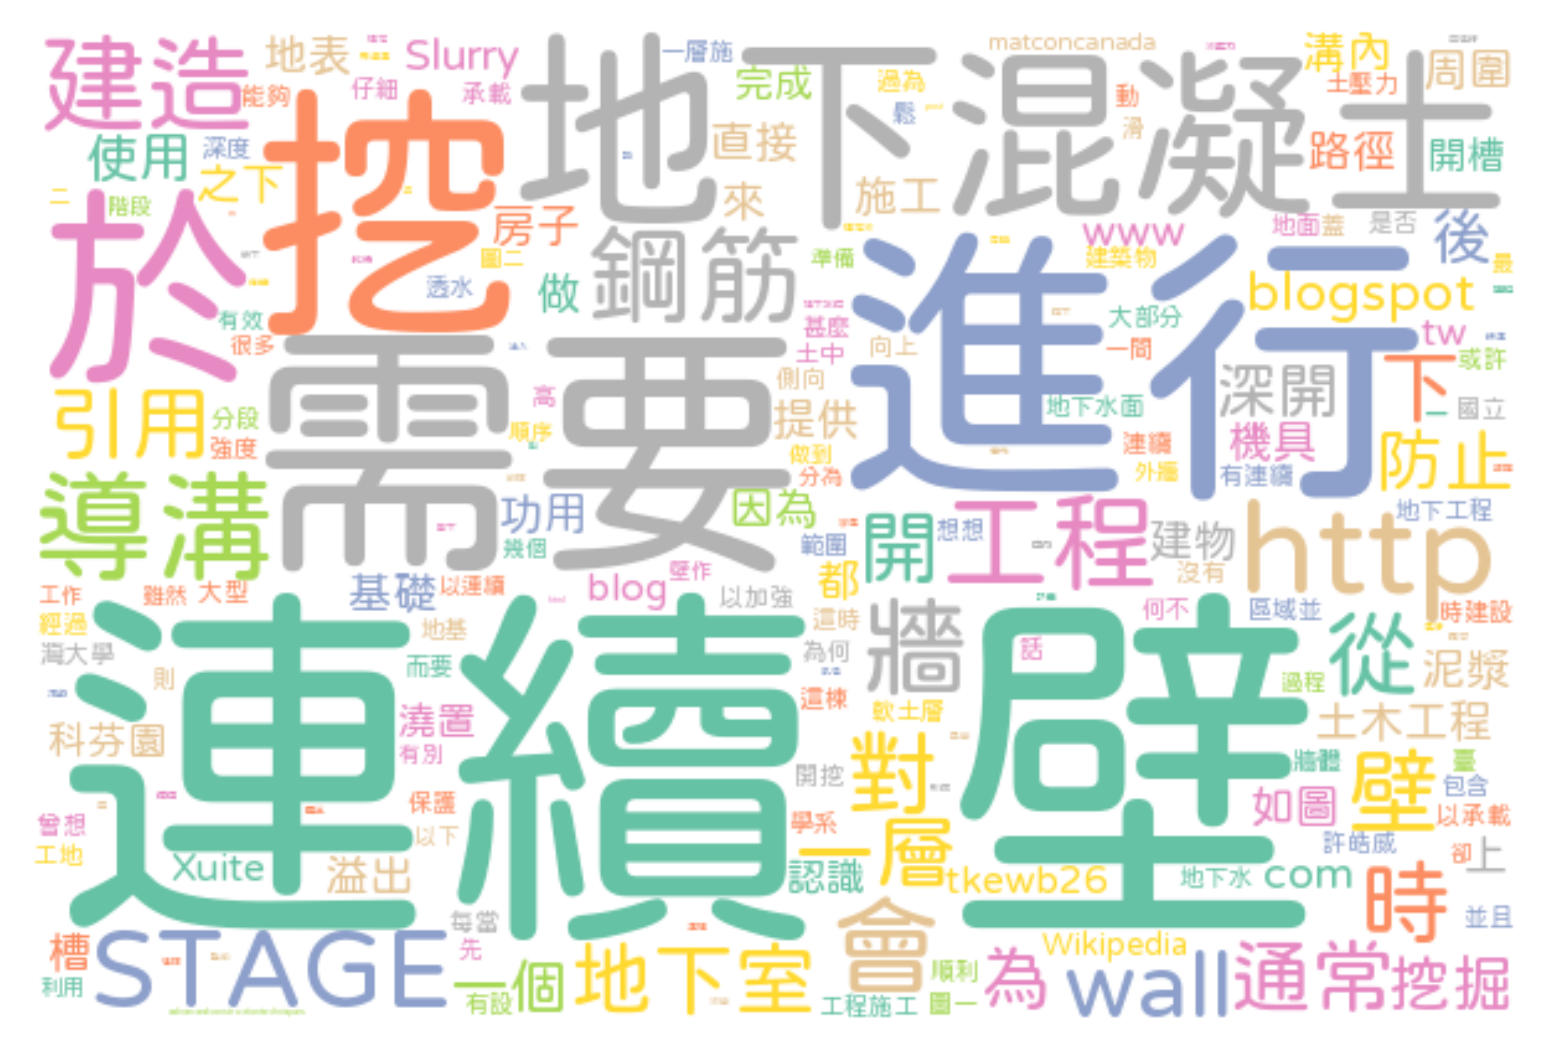 建造
地表
Slurry
一層施
matconcanada
溝內
周圍
能夠
仔細
承載
完成
過為
土壓力
動
鬆
滑
地下
混凝土
使用
深度
挖
直接
路徑
開槽
之下
二
階段
來
施工
於
房子
鋼筋
www
地面蓋
是否
後
圖二
準備
建築物
最
透水
做
進行
blogspot
有效
很多
甚麼
大部分
tw
土中
向上
一間
或許
需要
側向
深開
下
引用
高
提供
地下水面
國立
分段
順序
強度
做到
連續
機具
防止
分為
外牆
有連續
導溝
功用
因為
開
想想
工程
http
地下工程
幾個
範圍
建物
沒有
工作
雖然
大型
基礎
以連續
blog
壁作
都
以加強
何不
區域並
時建設
經過
這時
連續壁
地基
牆
從
灣大學
而要
為何
話
泥漿
則
過程
這棟
科芬園
澆置
軟土層
土木工程
有別
開挖
對
牆體
壁
臺
包含
保護
如圖
以承載
曾想
學系
以下
工地
一層
許皓威
卻
上
Xuite
溢出
認識
tkewb26
地下水
com
時
每當
會
並且
槽
STAGE
先
Wikipedia
一個
地下室
順利
為
wall
通常
挖掘
利用
有設
工程施工
圖一